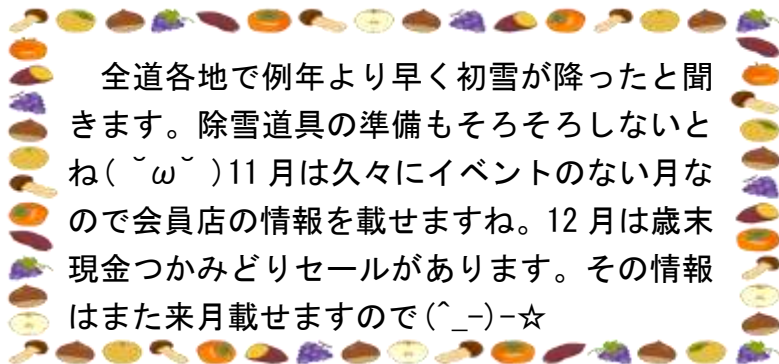 全道各地で例年より早く初雪が降ったと聞
きます。除雪道具の準備もそろそろしないと
ね( ˘ω˘ )11月は久々にイベントのない月な
ので会員店の情報を載せますね。12月は歳末
現金つかみどりセールがあります。その情報
はまた来月載せますので(^_-)-☆